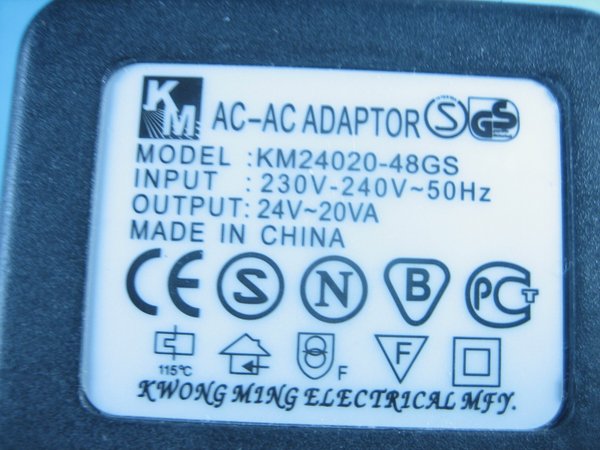 KM AC-AC ADAPTOR S GS
MODEL :KM24020-48GS
INPUT : 230V-240V~50Hz
OUTPUT: 24V~20VA
MADE IN CHINA
CE S N B PCT
115°C F F
KWONG MING ELECTRICAL MFY.